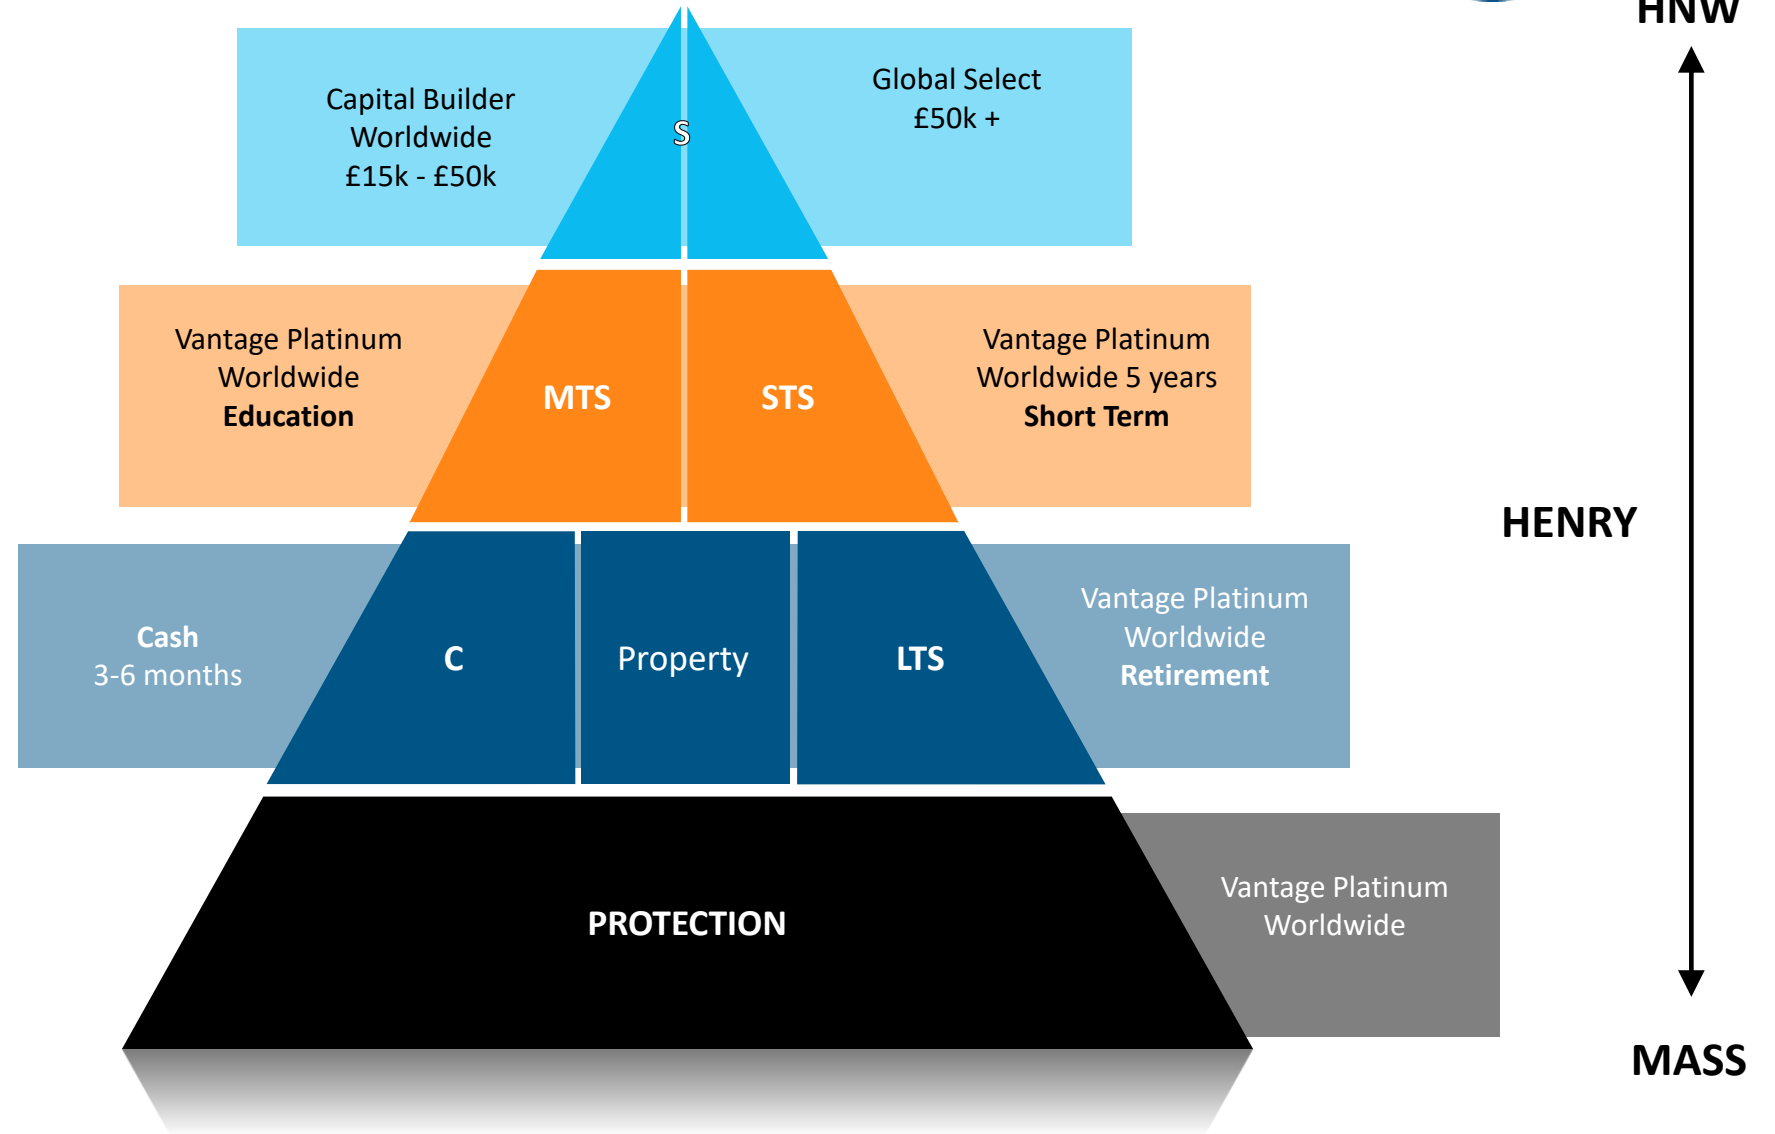 HNW
Capital Builder
Worldwide
£15k - £50k
S
Global Select
£50k +
Vantage Platinum
Worldwide
Education
MTS
STS
Vantage Platinum
Worldwide 5 years
Short Term
HENRY
Cash
3-6 months
C
Property
LTS
Vantage Platinum
Worldwide
Retirement
PROTECTION
Vantage Platinum
Worldwide
MASS